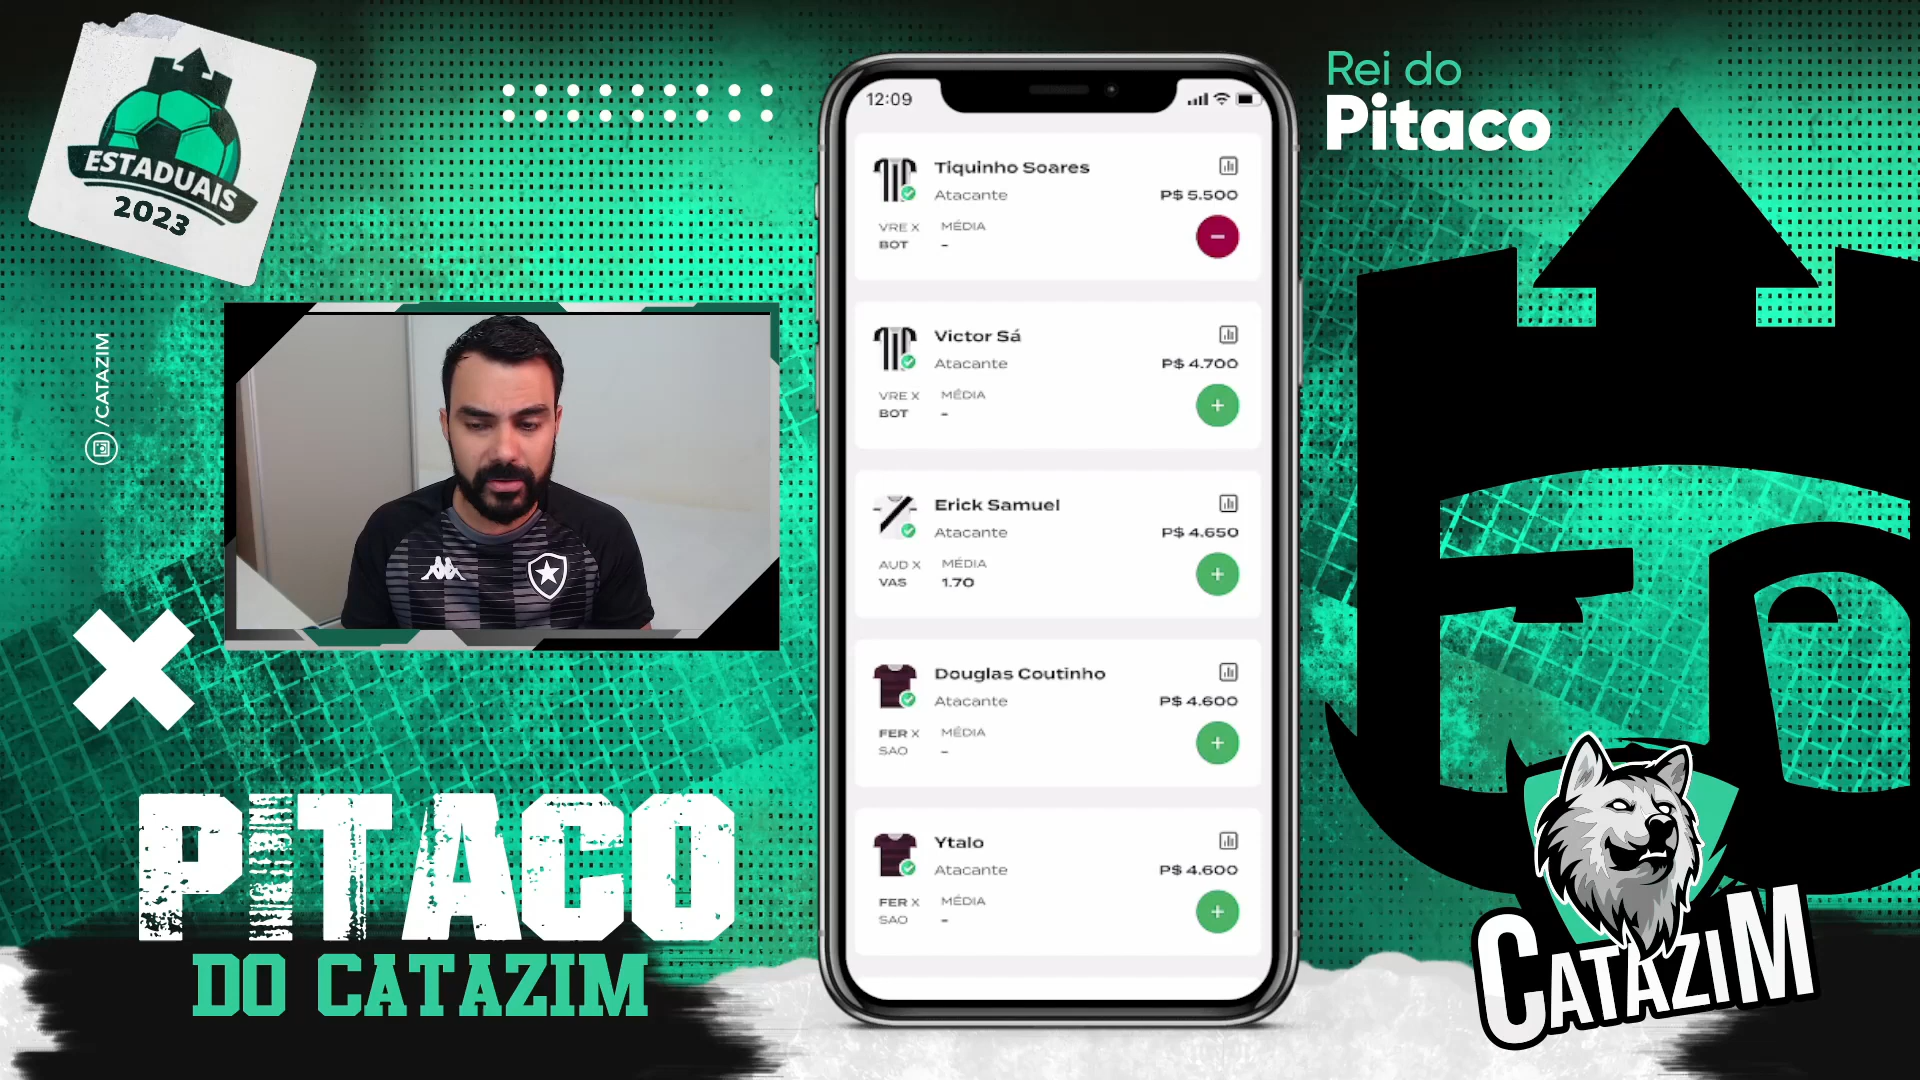 ESTADUAIS
2023
/CATAZIM
PITACO
DO CATAZIM
12:09
Tiquinho Soares
Atacante
P$ 5.500
VRE X
BOT
MÉDIA
-
Victor Sá
Atacante
P$ 4.700
VRE X
BOT
MÉDIA
-
Erick Samuel
Atacante
P$ 4.650
AUD X
VAS
MÉDIA
1.70
Douglas Coutinho
Atacante
P$ 4.600
FER X
SAO
MÉDIA
-
Ytalo
Atacante
P$ 4.600
FER X
SAO
MÉDIA
-
Rei do
Pitaco
CATAZIM